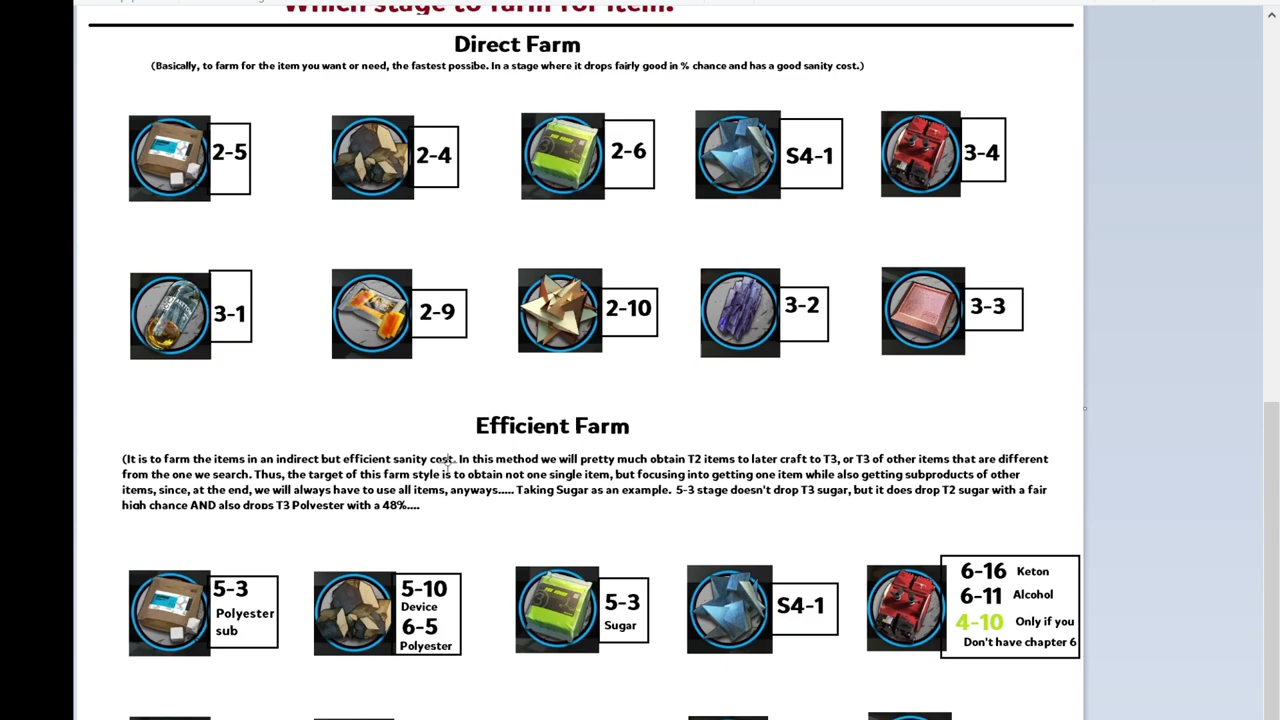 Which stage to farm for item.
Direct Farm
(Basically, to farm for the item you want or need, the fastest possibe. In a stage where it drops fairly good in % chance and has a good sanity cost.)
2-5
2-4
2-6
S4-1
3-4
3-1
2-9
2-10
3-2
3-3
Efficient Farm
(It is to farm the items in an indirect but efficient sanity cost. In this method we will pretty much obtain T2 items to later craft to T3, or T3 of other items that are different
from the one we search. Thus, the target of this farm style is to obtain not one single item, but focusing into getting one item while also getting subproducts of other
items, since, at the end, we will always have to use all items, anyways..... Taking Sugar as an example. 5-3 stage doesn't drop T3 sugar, but it does drop T2 sugar with a fair
high chance AND also drops T3 Polyester with a 48%....
5-3
Polyester
sub
5-10
Device
6-5
Polyester
5-3
Sugar
S4-1
6-16 Keton
6-11 Alcohol
4-10 Only if you
Don't have chapter 6